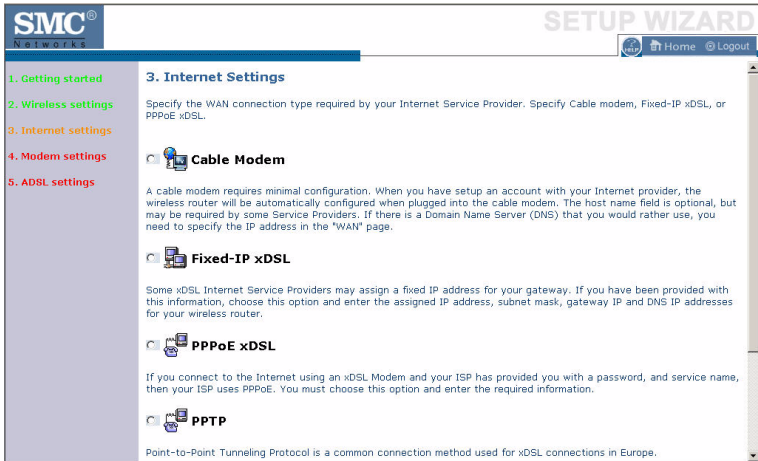 SMC®
Networks
SETUP WIZARD
HELP Home Logout
1. Getting started
2. Wireless settings
3. Internet settings
4. Modem settings
5. ADSL settings
3. Internet Settings
Specify the WAN connection type required by your Internet Service Provider. Specify Cable modem, Fixed-IP xDSL, or
PPPoE xDSL.
Cable Modem
A cable modem requires minimal configuration. When you have setup an account with your Internet provider, the
wireless router will be automatically configured when plugged into the cable modem. The host name field is optional, but
may be required by some Service Providers. If there is a Domain Name Server (DNS) that you would rather use, you
need to specify the IP address in the "WAN" page.
Fixed-IP xDSL
Some xDSL Internet Service Providers may assign a fixed IP address for your gateway. If you have been provided with
this information, choose this option and enter the assigned IP address, subnet mask, gateway IP and DNS IP addresses
for your wireless router.
PPPoE xDSL
If you connect to the Internet using an xDSL Modem and your ISP has provided you with a password, and service name,
then your ISP uses PPPoE. You must choose this option and enter the required information.
PPTP
Point-to-Point Tunneling Protocol is a common connection method used for xDSL connections in Europe.